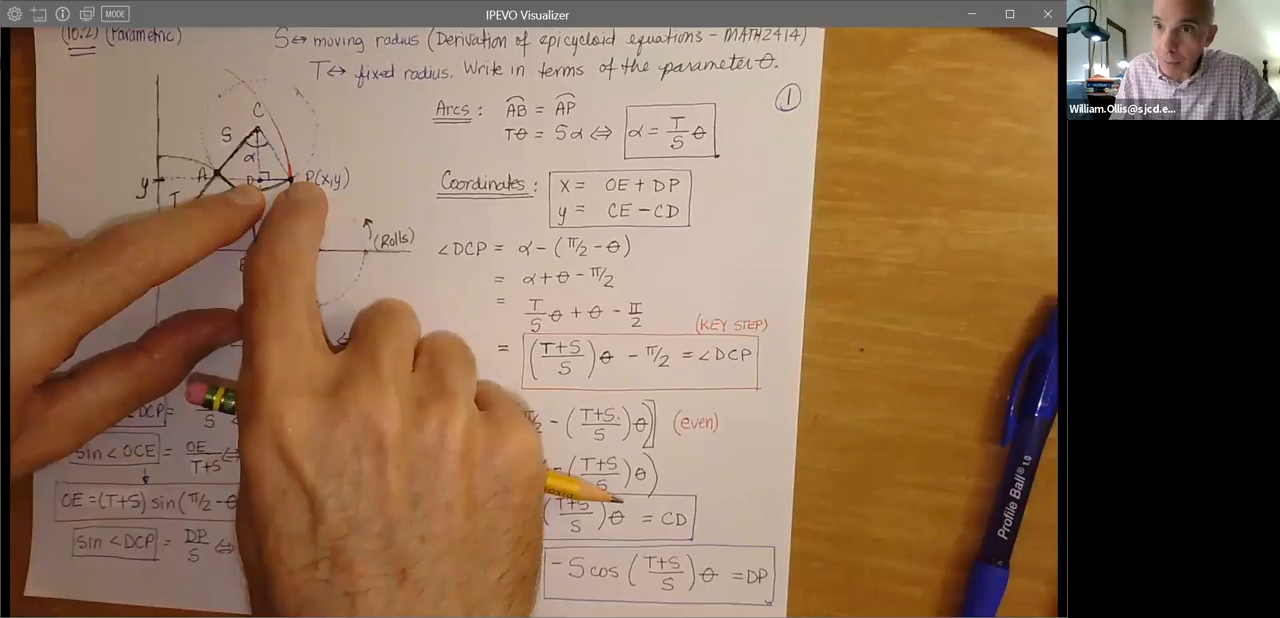 MODE
IPEVO Visualizer
(10.2) (Parametric)
S↔ moving radius (Derivation of epicycloid equations - MATH2414)
T↔ fixed radius. Write in terms of the parameter θ.
1
Arcs: AB = AP
Tθ = Sα ⇔ α = T/S θ
C
S
α
A
D
P(x,y)
y
T
(Rolls)
E
Coordinates: x = OE + DP
y = CE - CD
∠DCP = α - (π/2 - θ)
= α + θ - π/2
= T/S θ + θ - π/2
(KEY STEP)
= ((T+S)/S) θ - π/2 = ∠DCP
- ((T+S)/S) θ] (even)
((T+S)/S) θ)
((T+S)/S) θ = CD
- S cos ((T+S)/S) θ = DP
DCP =
S
sin ∠OCE = OE/(T+S) ⇔
OE = (T+S) sin(π/2 - θ
sin ∠DCP = DP/S ⇔
William.Ollis@sjcd.e...
Profile Ball 1.0